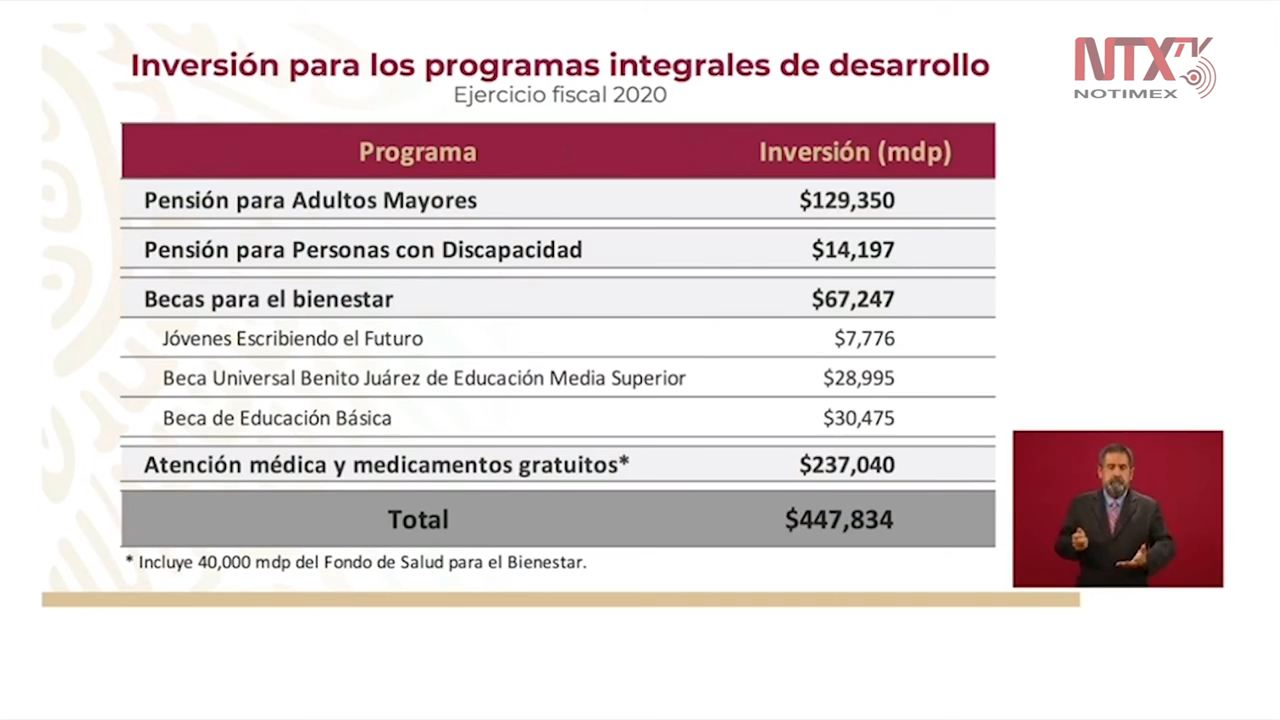 Inversión para los programas integrales de desarrollo
Ejercicio fiscal 2020
NTX
NOTIMEX
Programa Inversión (mdp)
Pensión para Adultos Mayores $129,350
Pensión para Personas con Discapacidad $14,197
Becas para el bienestar $67,247
Jóvenes Escribiendo el Futuro $7,776
Beca Universal Benito Juárez de Educación Media Superior $28,995
Beca de Educación Básica $30,475
Atención médica y medicamentos gratuitos* $237,040
Total $447,834
* Incluye 40,000 mdp del Fondo de Salud para el Bienestar.